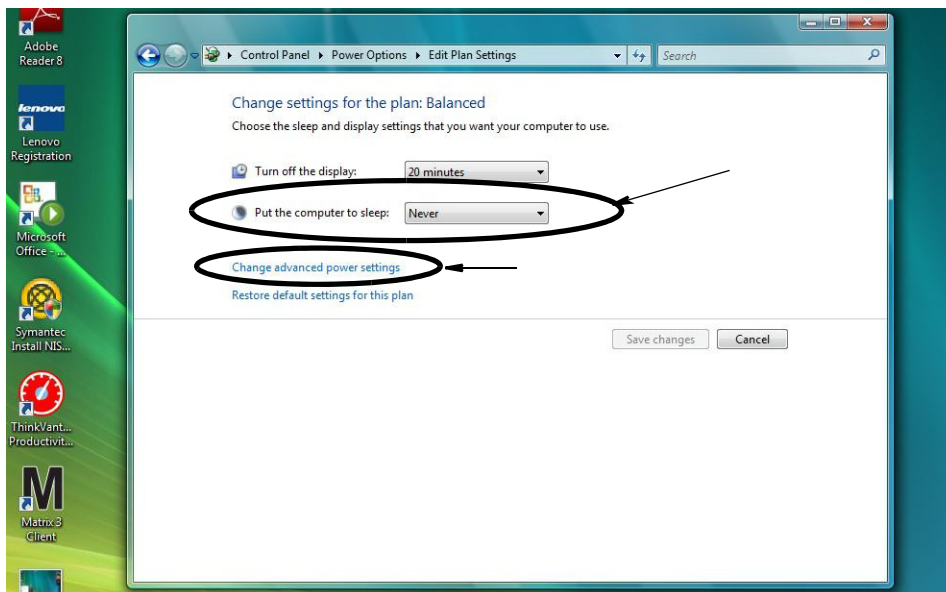 Adobe
Reader 8
lenovo
Lenovo
Registration
Microsoft
Office - ...
Symantec
Install NIS...
ThinkVant...
Productivit...
M
Matrix 3
Client
Control Panel Power Options Edit Plan Settings
Search
Change settings for the plan: Balanced
Choose the sleep and display settings that you want your computer to use.
Turn off the display: 20 minutes
Put the computer to sleep: Never
Change advanced power settings
Restore default settings for this plan
Save changes Cancel